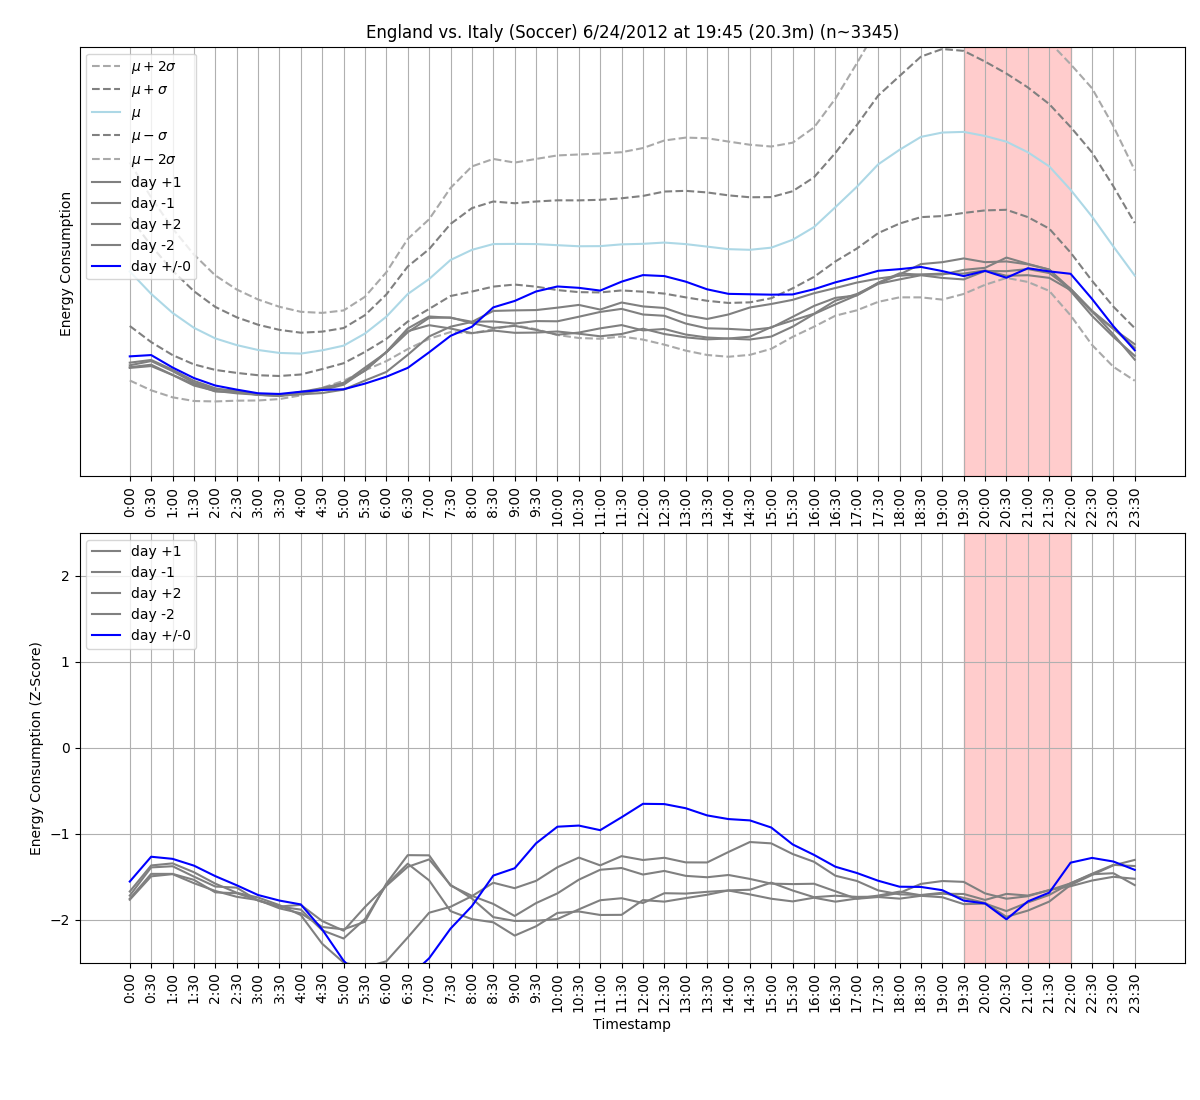 England vs. Italy (Soccer) 6/24/2012 at 19:45 (20.3m) (n~3345)
Energy Consumption
μ + 2σ
μ + σ
μ
μ − σ
μ − 2σ
day +1
day -1
day +2
day -2
day +/-0
0:00 0:30 1:00 1:30 2:00 2:30 3:00 3:30 4:00 4:30 5:00 5:30 6:00 6:30 7:00 7:30 8:00 8:30 9:00 9:30 10:00 10:30 11:00 11:30 12:00 12:30 13:00 13:30 14:00 14:30 15:00 15:30 16:00 16:30 17:00 17:30 18:00 18:30 19:00 19:30 20:00 20:30 21:00 21:30 22:00 22:30 23:00 23:30
Energy Consumption (Z-Score)
2
1
0
−1
−2
day +1
day -1
day +2
day -2
day +/-0
0:00 0:30 1:00 1:30 2:00 2:30 3:00 3:30 4:00 4:30 5:00 5:30 6:00 6:30 7:00 7:30 8:00 8:30 9:00 9:30 10:00 10:30 11:00 11:30 12:00 12:30 13:00 13:30 14:00 14:30 15:00 15:30 16:00 16:30 17:00 17:30 18:00 18:30 19:00 19:30 20:00 20:30 21:00 21:30 22:00 22:30 23:00 23:30
Timestamp